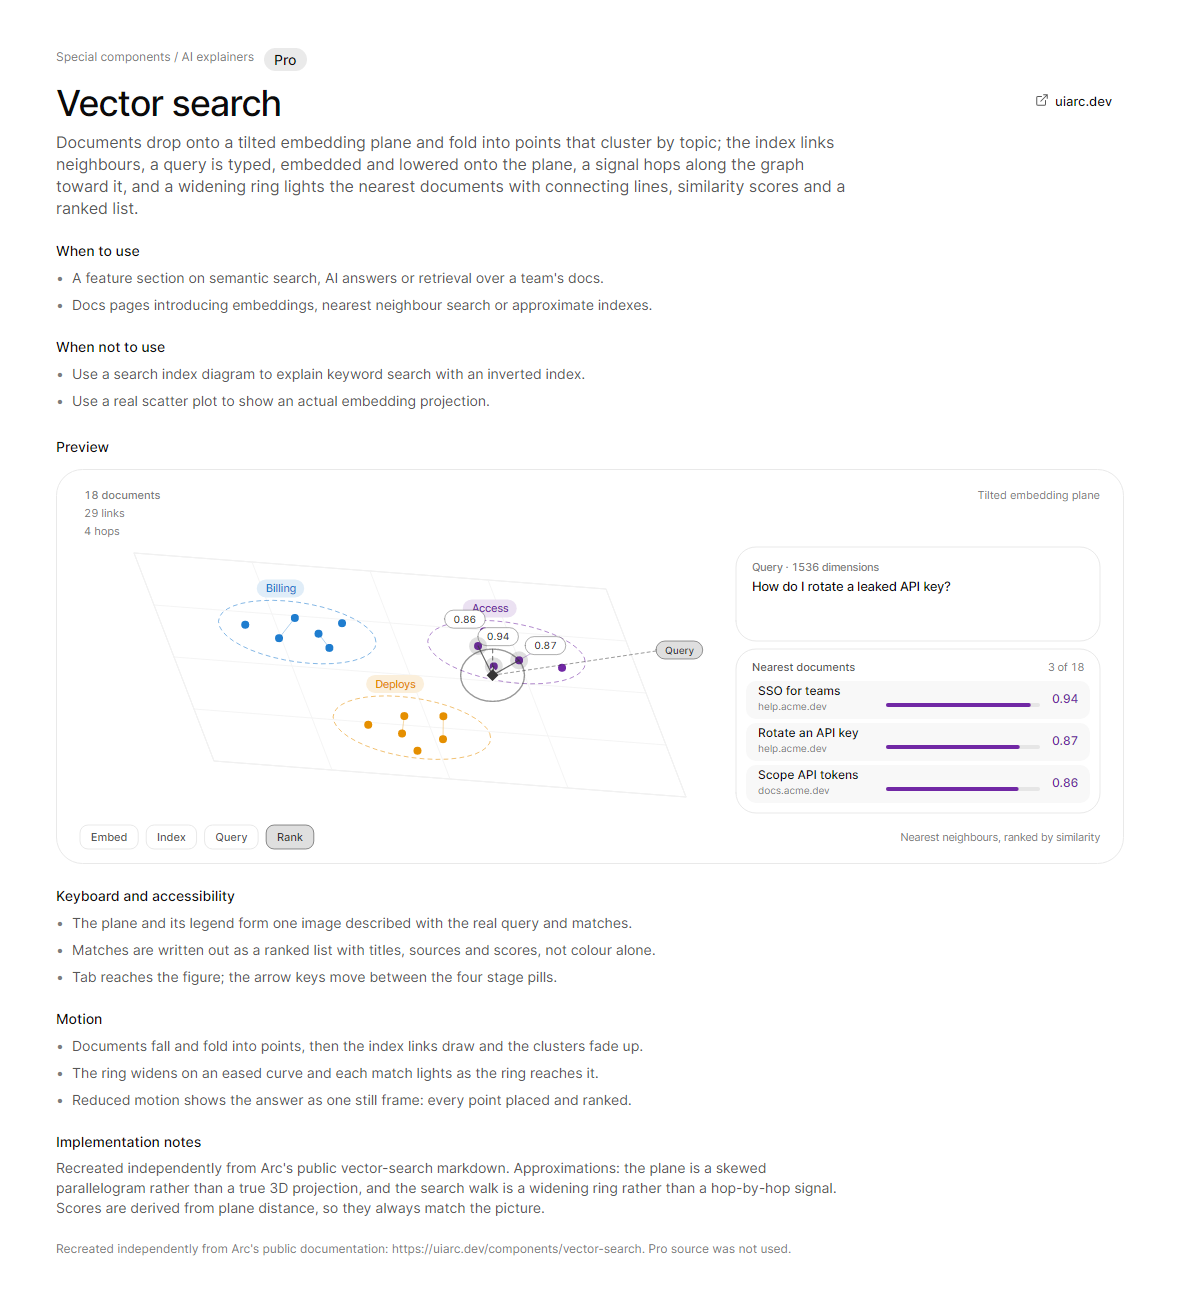 Special components / AI explainers
Pro
Vector search
uiarc.dev
Documents drop onto a tilted embedding plane and fold into points that cluster by topic; the index links
neighbours, a query is typed, embedded and lowered onto the plane, a signal hops along the graph
toward it, and a widening ring lights the nearest documents with connecting lines, similarity scores and a
ranked list.
When to use
• A feature section on semantic search, AI answers or retrieval over a team's docs.
• Docs pages introducing embeddings, nearest neighbour search or approximate indexes.
When not to use
• Use a search index diagram to explain keyword search with an inverted index.
• Use a real scatter plot to show an actual embedding projection.
Preview
18 documents
29 links
4 hops
Tilted embedding plane
Billing
Access
0.86
0.94
0.87
Query
Deploys
Query · 1536 dimensions
How do I rotate a leaked API key?
Nearest documents
3 of 18
SSO for teams
help.acme.dev
0.94
Rotate an API key
help.acme.dev
0.87
Scope API tokens
docs.acme.dev
0.86
Embed
Index
Query
Rank
Nearest neighbours, ranked by similarity
Keyboard and accessibility
• The plane and its legend form one image described with the real query and matches.
• Matches are written out as a ranked list with titles, sources and scores, not colour alone.
• Tab reaches the figure; the arrow keys move between the four stage pills.
Motion
• Documents fall and fold into points, then the index links draw and the clusters fade up.
• The ring widens on an eased curve and each match lights as the ring reaches it.
• Reduced motion shows the answer as one still frame: every point placed and ranked.
Implementation notes
Recreated independently from Arc's public vector-search markdown. Approximations: the plane is a skewed
parallelogram rather than a true 3D projection, and the search walk is a widening ring rather than a hop-by-hop signal.
Scores are derived from plane distance, so they always match the picture.
Recreated independently from Arc's public documentation: https://uiarc.dev/components/vector-search. Pro source was not used.